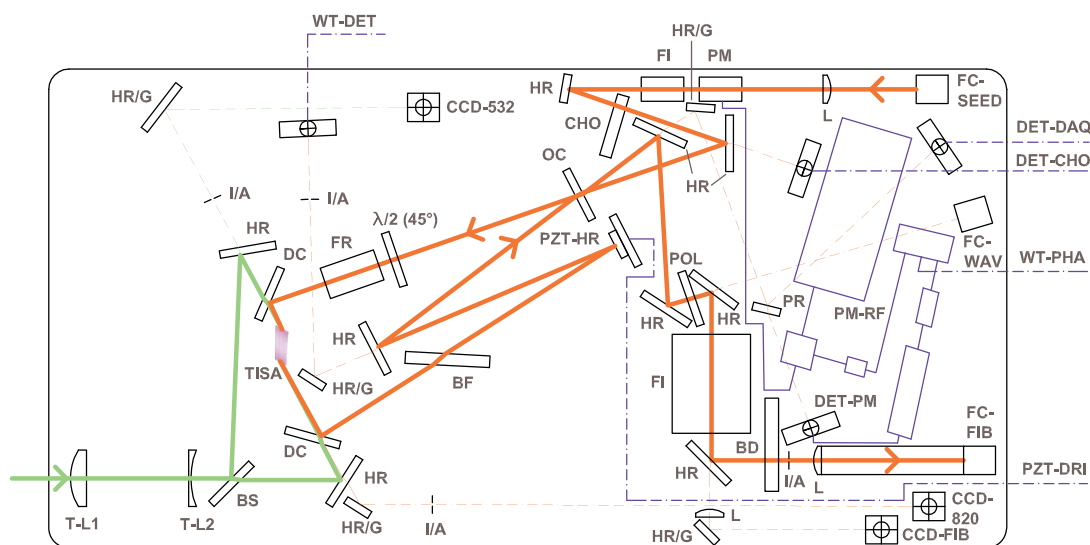 WT-DET
HR/G
FI
PM
HR/G
HR
FC-
SEED
CCD-532
L
CHO
DET-DAQ
DET-CHO
OC
HR
I/A
I/A
λ/2 (45°)
HR
DC
FR
PZT-HR
FC-
WAV
WT-PHA
POL
PR
HR
HR
PM-RF
HR
TISA
HR/G
BF
FI
DET-PM
DC
BD
FC-
FIB
HR
HR
I/A
L
PZT-DRI
BS
T-L1
T-L2
HR/G
I/A
L
HR/G
CCD-
820
CCD-FIB